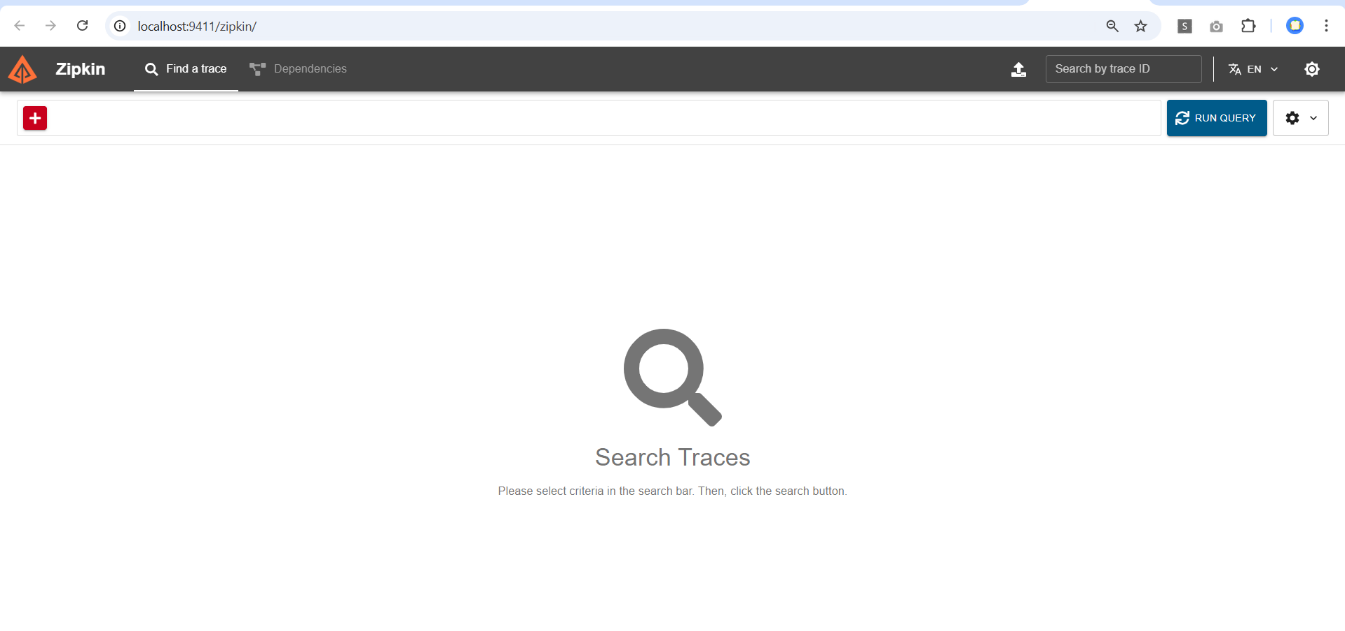 localhost:9411/zipkin/
S
Zipkin
Find a trace
Dependencies
Search by trace ID
EN
RUN QUERY
Search Traces
Please select criteria in the search bar. Then, click the search button.